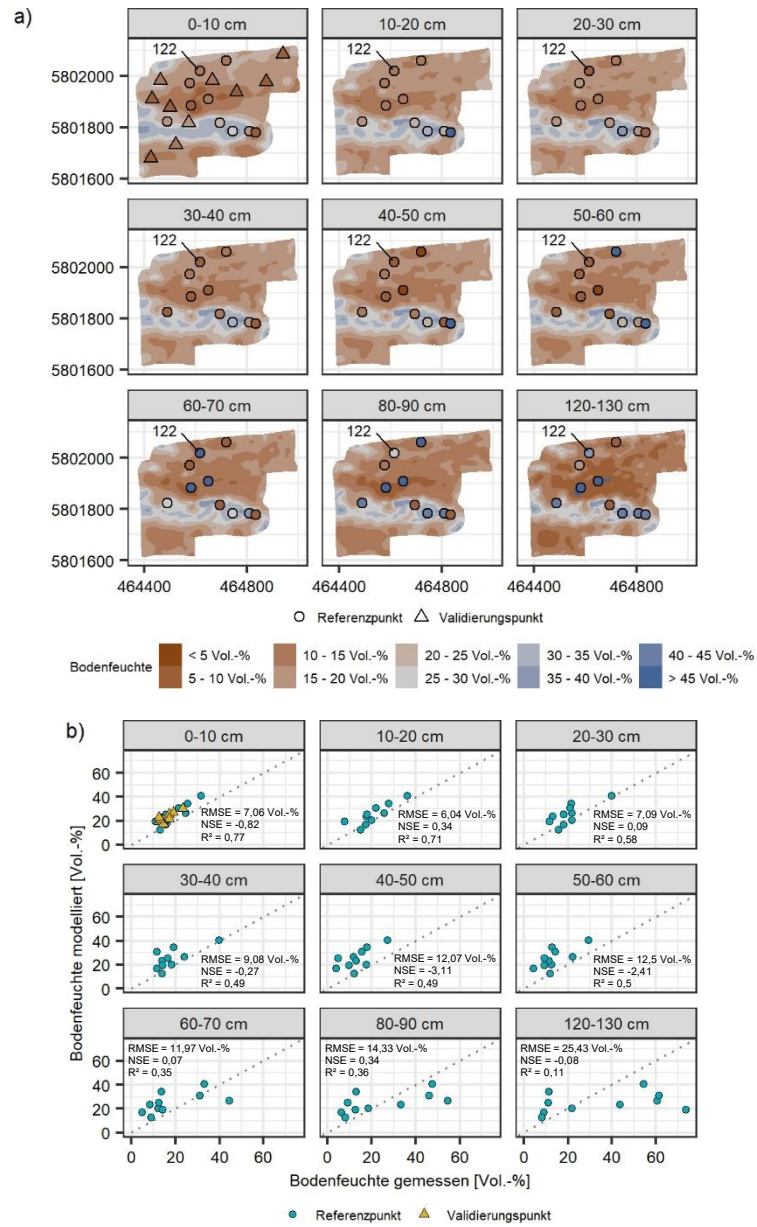 a)
0-10 cm 10-20 cm 20-30 cm
5802000 122 122 122
5801800
5801600
30-40 cm 40-50 cm 50-60 cm
5802000 122 122 122
5801800
5801600
60-70 cm 80-90 cm 120-130 cm
5802000 122 122 122
5801800
5801600
464400 464800 464400 464800 464400 464800
Referenzpunkt Validierungspunkt
Bodenfeuchte
< 5 Vol.-% 10 - 15 Vol.-% 20 - 25 Vol.-% 30 - 35 Vol.-% 40 - 45 Vol.-%
5 - 10 Vol.-% 15 - 20 Vol.-% 25 - 30 Vol.-% 35 - 40 Vol.-% > 45 Vol.-%
b)
0-10 cm 10-20 cm 20-30 cm
Bodenfeuchte modelliert [Vol.-%]
60
40
20
0
RMSE = 7,06 Vol.-%
NSE = -0,82
R² = 0,77
RMSE = 6,04 Vol.-%
NSE = 0,34
R² = 0,71
RMSE = 7,09 Vol.-%
NSE = 0,09
R² = 0,58
30-40 cm 40-50 cm 50-60 cm
60
40
20
0
RMSE = 9,08 Vol.-%
NSE = -0,27
R² = 0,49
RMSE = 12,07 Vol.-%
NSE = -3,11
R² = 0,49
RMSE = 12,5 Vol.-%
NSE = -2,41
R² = 0,5
60-70 cm 80-90 cm 120-130 cm
60
40
20
0
RMSE = 11,97 Vol.-%
NSE = 0,07
R² = 0,35
RMSE = 14,33 Vol.-%
NSE = 0,34
R² = 0,36
RMSE = 25,43 Vol.-%
NSE = -0,08
R² = 0,11
0 20 40 60 0 20 40 60 0 20 40 60
Bodenfeuchte gemessen [Vol.-%]
Referenzpunkt Validierungspunkt